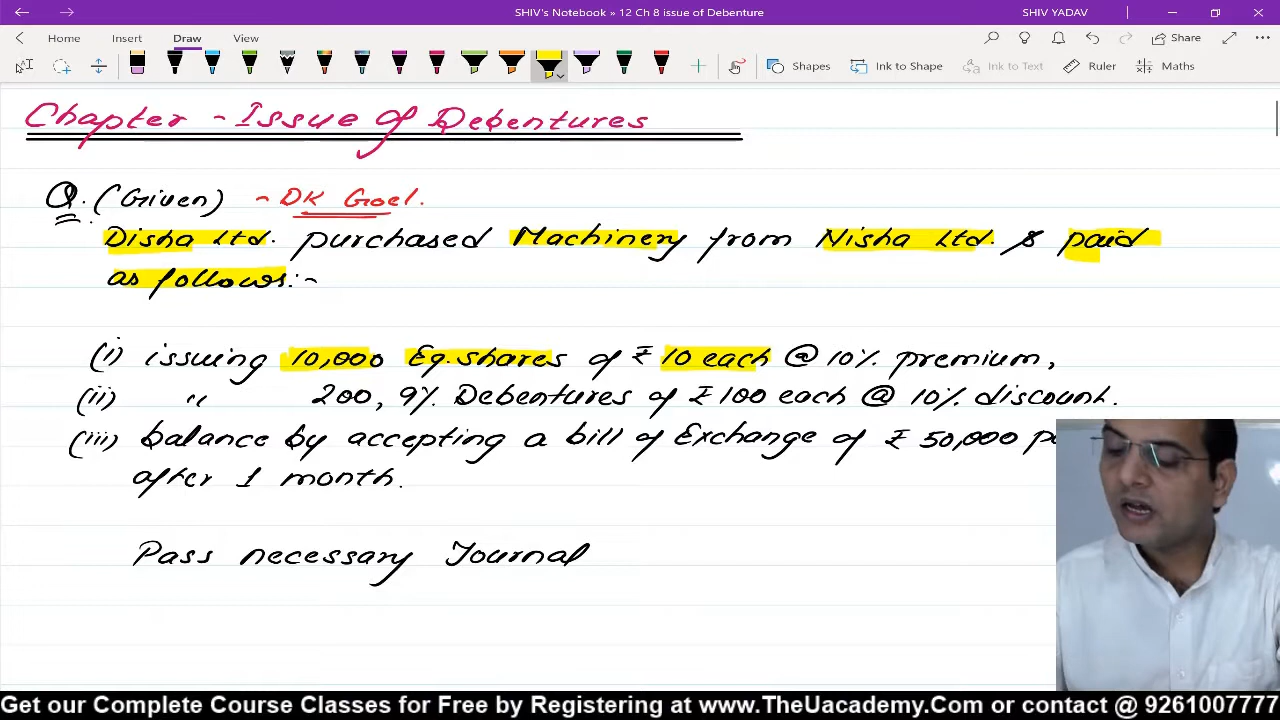 SHIV's Notebook » 12 Ch 8 issue of Debenture
SHIV YADAV
Home Insert Draw View
Share
Shapes Ink to Shape Ink to Text Ruler Maths
Chapter - Issue of Debentures
Q. (Given) - DK Goel.
Disha Ltd. purchased Machinery from Nisha Ltd. & paid
as follows:-
(i) issuing 10,000 Eq. shares of ₹ 10 each @ 10% premium,
(ii) " 200, 9% Debentures of ₹ 100 each @ 10% discount.
(iii) balance by accepting a bill of Exchange of ₹ 50,000
after 1 month.
Pass necessary Journal
Get our Complete Course Classes for Free by Registering at www.TheUacademy.Com or contact @ 9261007777